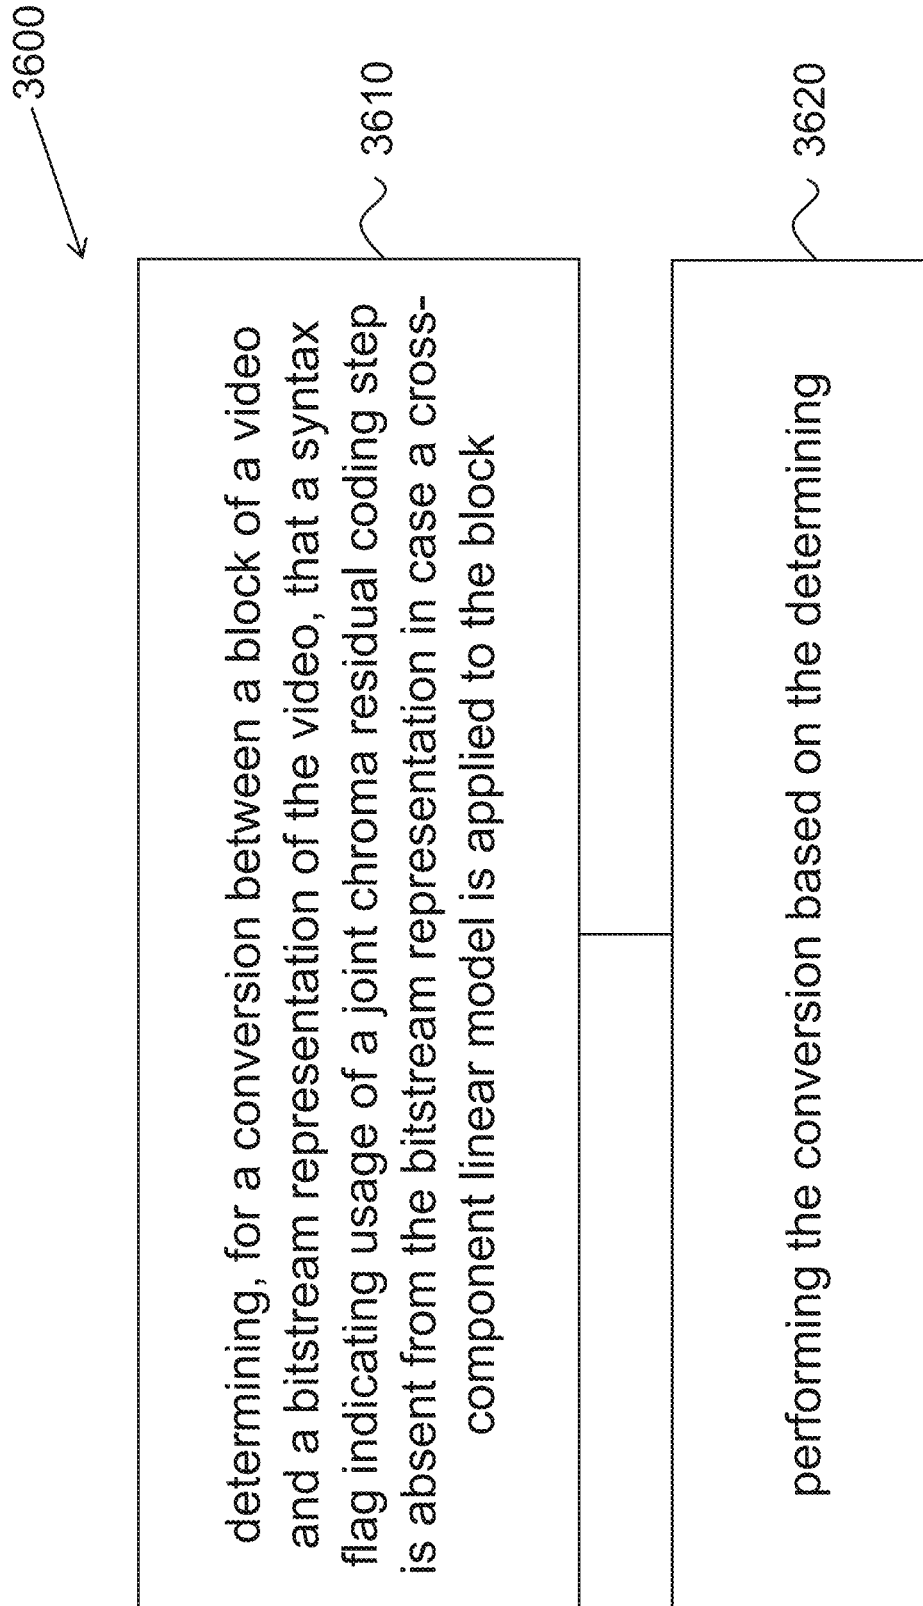 3600
determining, for a conversion between a block of a video
and a bitstream representation of the video, that a syntax
flag indicating usage of a joint chroma residual coding step
is absent from the bitstream representation in case a cross-
component linear model is applied to the block
3610
performing the conversion based on the determining
3620